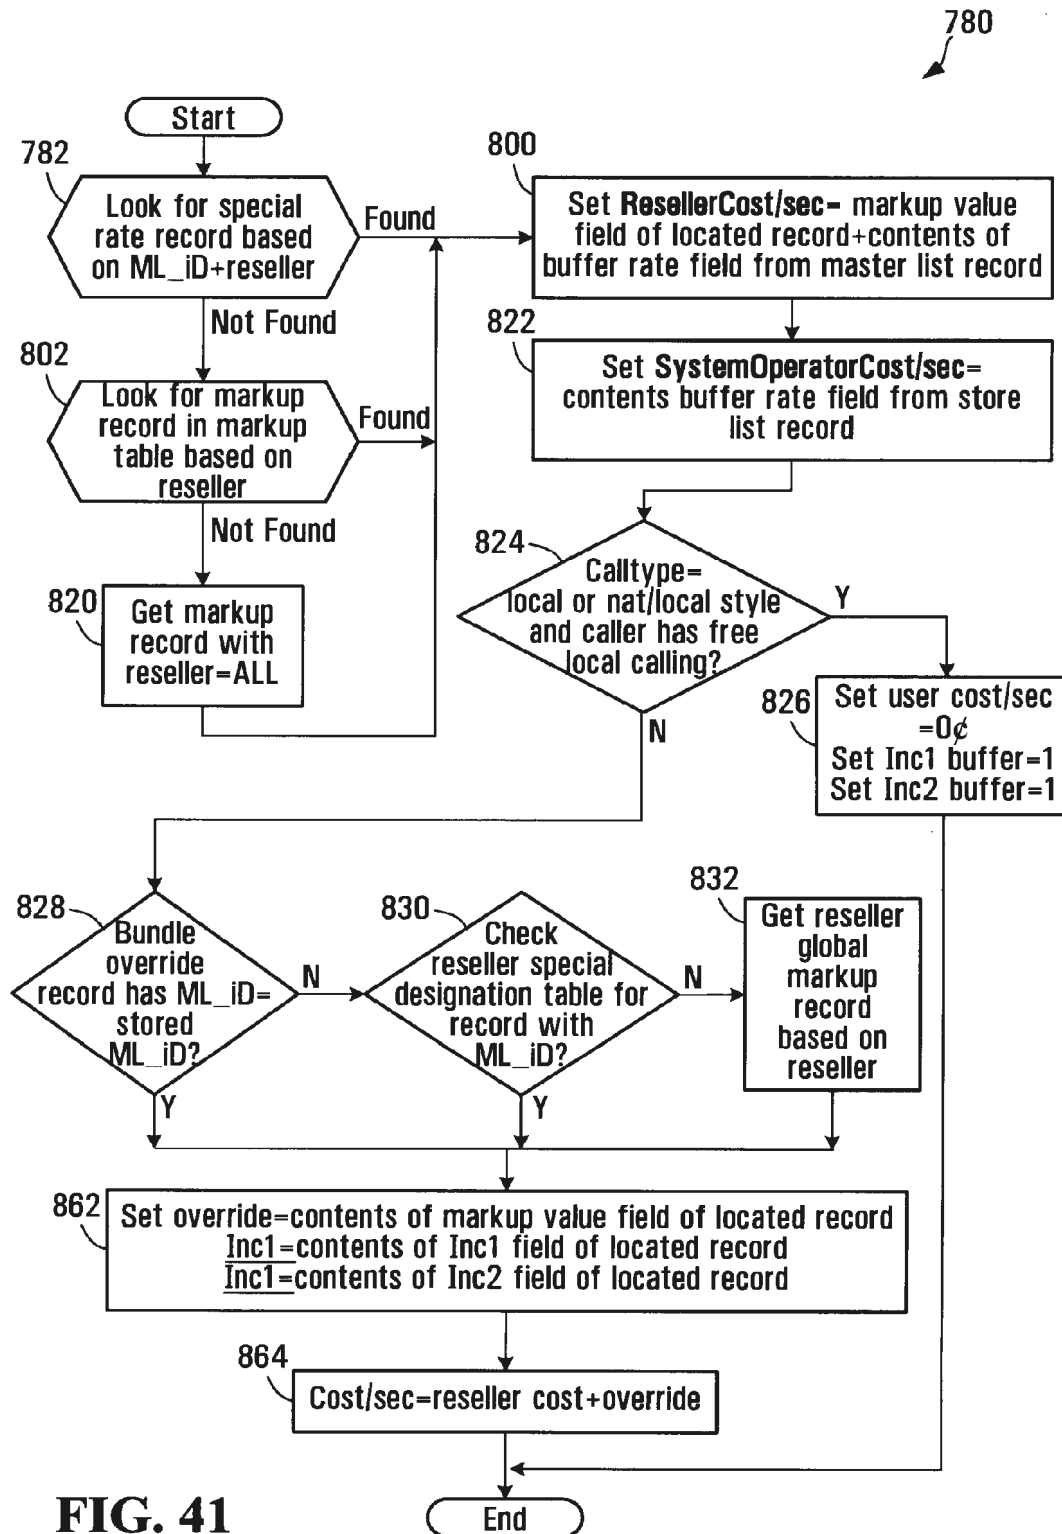 780
Start
782
Look for special
rate record based
on ML_iD+reseller
Found
Not Found
802
Look for markup
record in markup
table based on
reseller
Found
Not Found
820
Get markup
record with
reseller=ALL
800
Set ResellerCost/sec= markup value
field of located record+contents of
buffer rate field from master list record
822
Set SystemOperatorCost/sec=
contents buffer rate field from store
list record
824
Calltype=
local or nat/local style
and caller has free
local calling?
Y
N
826
Set user cost/sec
=0¢
Set Inc1 buffer=1
Set Inc2 buffer=1
828
Bundle
override
record has ML_iD=
stored
ML_iD?
N
Y
830
Check
reseller special
designation table for
record with
ML_iD?
N
Y
832
Get reseller
global
markup
record
based on
reseller
862
Set override=contents of markup value field of located record
Inc1=contents of Inc1 field of located record
Inc1=contents of Inc2 field of located record
864
Cost/sec=reseller cost+override
End
FIG. 41